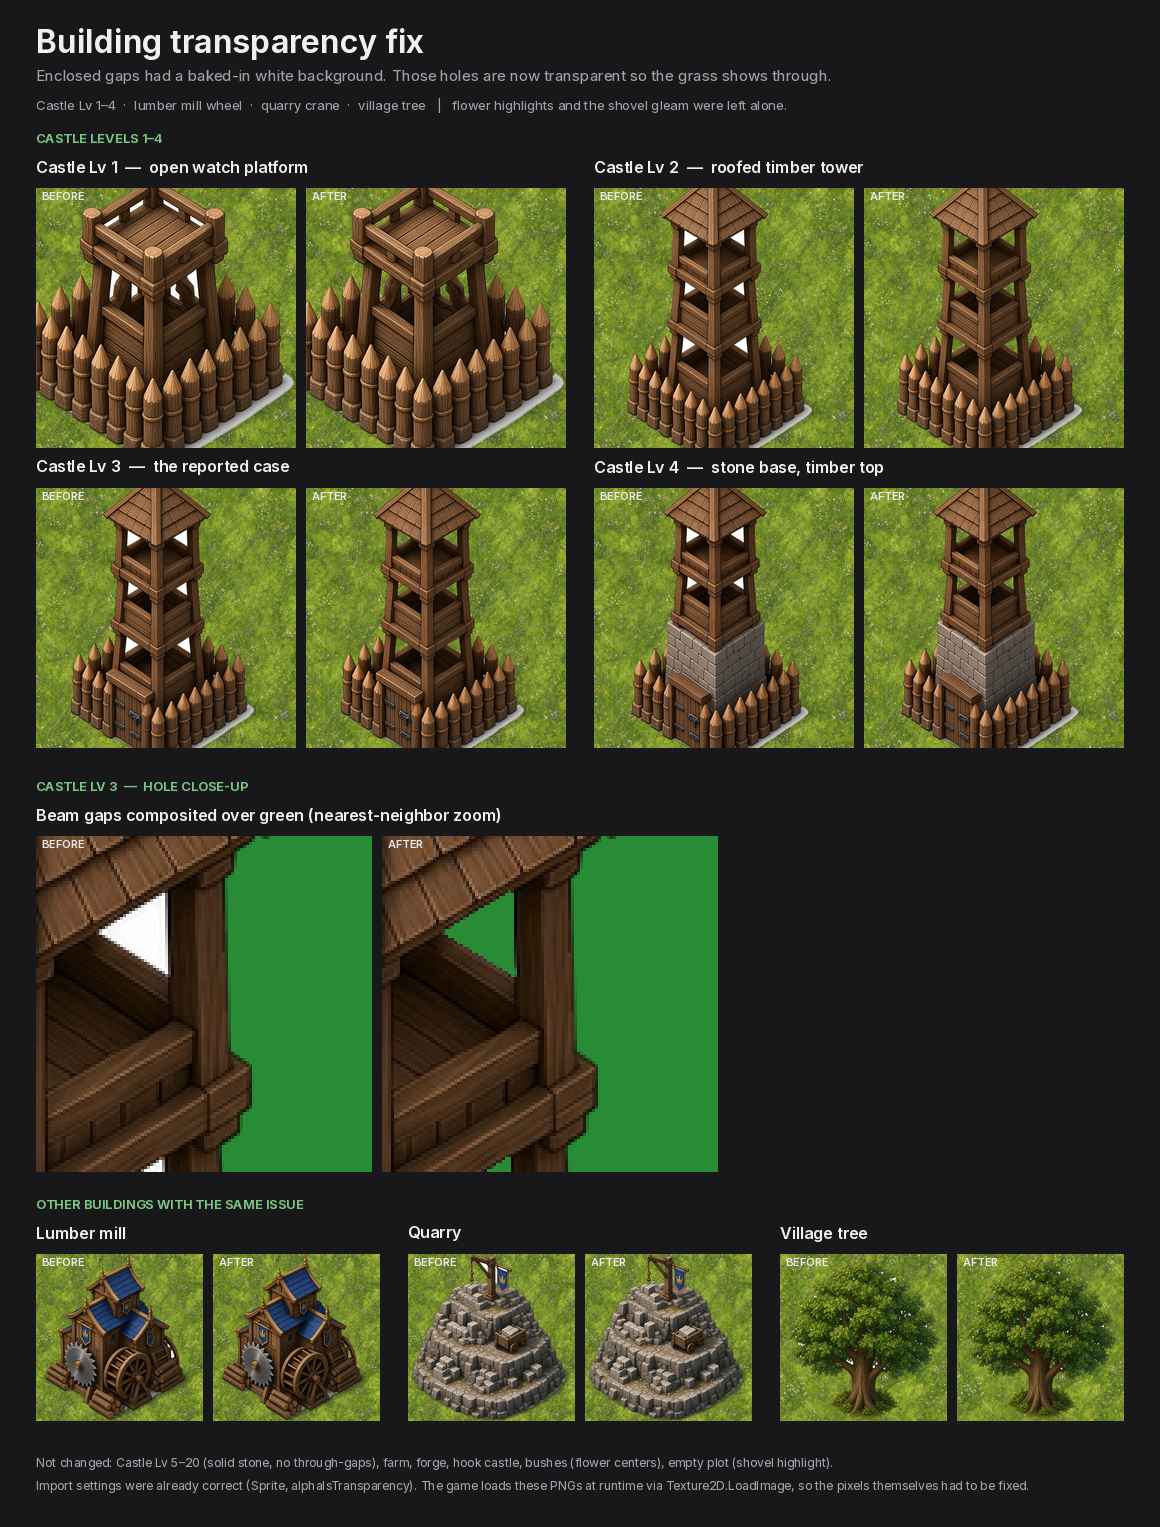 Building transparency fix
Enclosed gaps had a baked-in white background. Those holes are now transparent so the grass shows through.
Castle Lv 1–4 · lumber mill wheel · quarry crane · village tree | flower highlights and the shovel gleam were left alone.
CASTLE LEVELS 1–4
Castle Lv 1 — open watch platform
Castle Lv 2 — roofed timber tower
BEFORE
AFTER
BEFORE
AFTER
Castle Lv 3 — the reported case
Castle Lv 4 — stone base, timber top
BEFORE
AFTER
BEFORE
AFTER
CASTLE LV 3 — HOLE CLOSE-UP
Beam gaps composited over green (nearest-neighbor zoom)
BEFORE
AFTER
OTHER BUILDINGS WITH THE SAME ISSUE
Lumber mill
Quarry
Village tree
BEFORE
AFTER
BEFORE
AFTER
BEFORE
AFTER
Not changed: Castle Lv 5–20 (solid stone, no through-gaps), farm, forge, hook castle, bushes (flower centers), empty plot (shovel highlight).
Import settings were already correct (Sprite, alphaIsTransparency). The game loads these PNGs at runtime via Texture2D.LoadImage, so the pixels themselves had to be fixed.